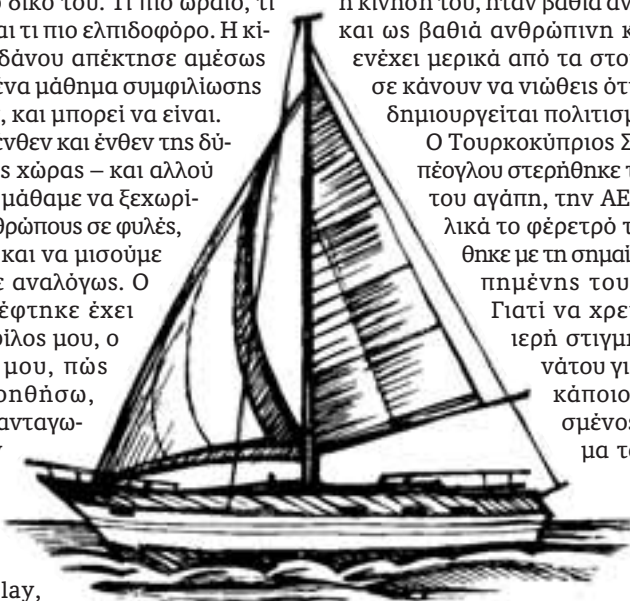 δικό του. Τι πιο ωραίο, τι
αι τι πιο ελπιδοφόρο. Η κί-
δάνου απέκτησε αμέσως
ένα μάθημα συμφιλίωσης
, και μπορεί να είναι.
ένθεν και ένθεν της δύ-
ς χώρας – και αλλού
μάθαμε να ξεχωρί-
θρώπους σε φυλές,
και να μισούμε
ε αναλόγως. Ο
έφτηκε έχει
ίλος μου, ο
μου, πώς
οηθήσω,
ανταγω-
lay,
η κίνησή του, ήταν βαθιά αν
και ως βαθιά ανθρώπινη κ
ενέχει μερικά από τα στο
σε κάνουν να νιώθεις ότ
δημιουργείται πολιτισμ
Ο Τουρκοκύπριος Σ
πέογλου στερήθηκε τ
του αγάπη, την ΑΕ
λικά το φέρετρό τ
θηκε με τη σημαί
πημένης του
Γιατί να χρε
ιερή στιγμ
νάτου γι
κάποιο
σμένος
μα τ